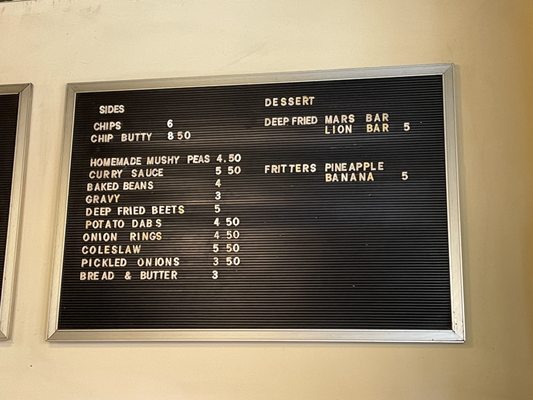 SIDES
CHIPS 6
CHIP BUTTY 8 50
HOMEMADE MUSHY PEAS 4.50
CURRY SAUCE 5 50
BAKED BEANS 4
GRAVY 3
DEEP FRIED BEETS 5
POTATO DABS 4 50
ONION RINGS 4 50
COLESLAW 5 50
PICKLED ONIONS 3 50
BREAD & BUTTER 3
DESSERT
DEEP FRIED MARS BAR
LION BAR 5
FRITTERS PINEAPPLE
BANANA 5